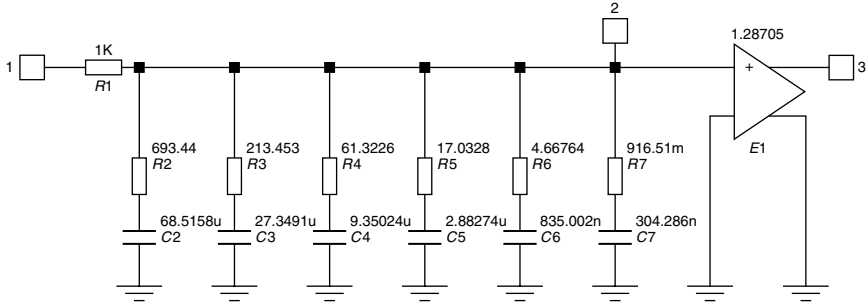 2
1.28705
1K
1
3
R1
+
693.44
213.453
61.3226
17.0328
4.66764
916.51m
R2
R3
R4
R5
R6
R7
E1
68.5158u
27.3491u
9.35024u
2.88274u
835.002n
304.286n
C2
C3
C4
C5
C6
C7